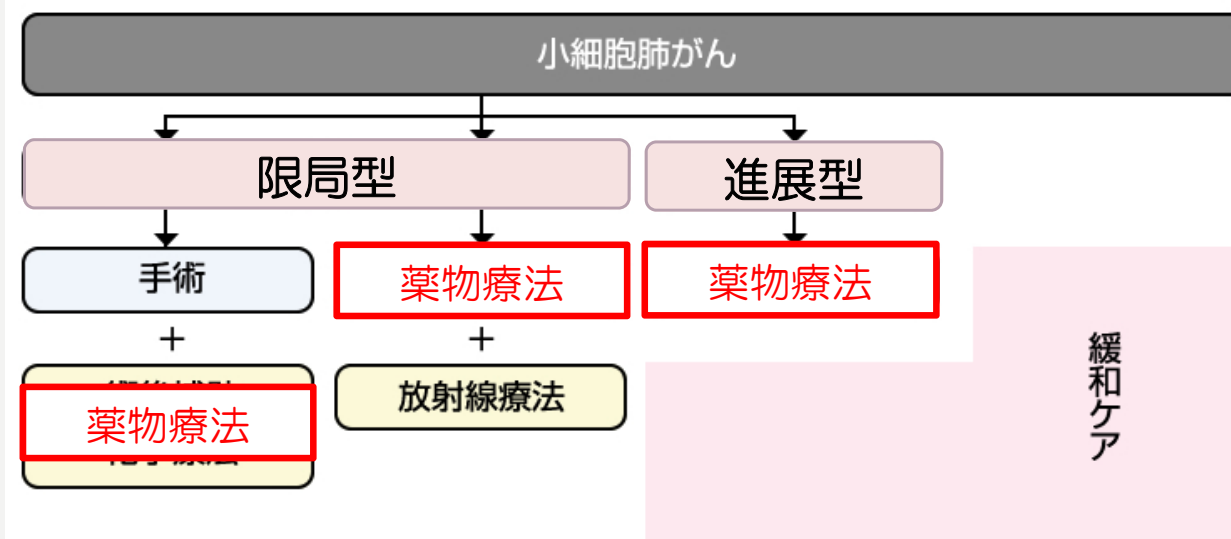 小細胞肺がん
限局型
進展型
手術
薬物療法
薬物療法
+
+
薬物療法
放射線療法
緩和ケア